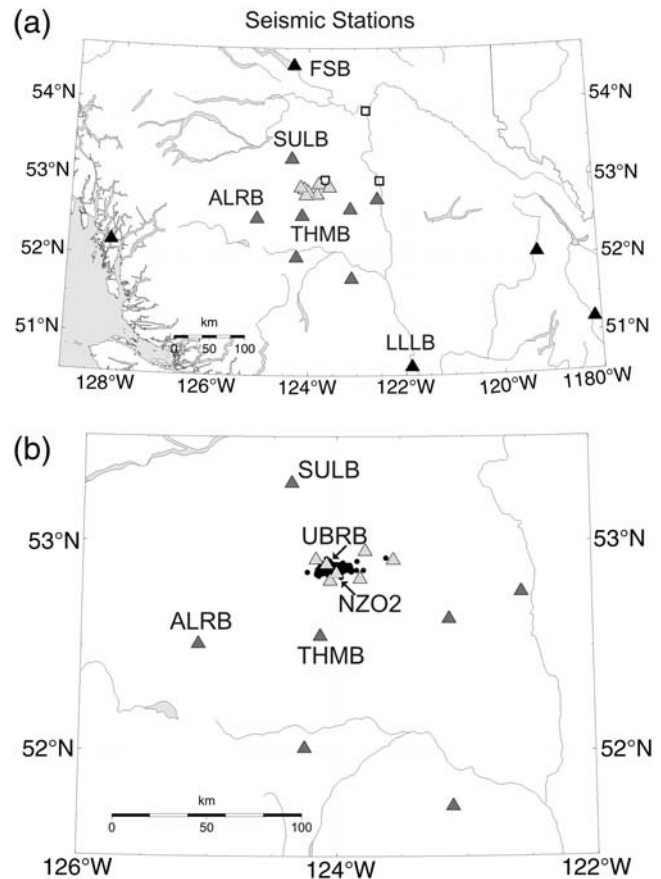 (a)
Seismic Stations
54°N
53°N
52°N
51°N
54°N
53°N
52°N
51°N
FSB
SULB
ALRB
THMB
LLLB
km
0 50 100
128°W
126°W
124°W
122°W
120°W
1180°W
(b)
SULB
UBRB
NZO2
ALRB
THMB
53°N
52°N
53°N
52°N
km
0 50 100
126°W
124°W
122°W